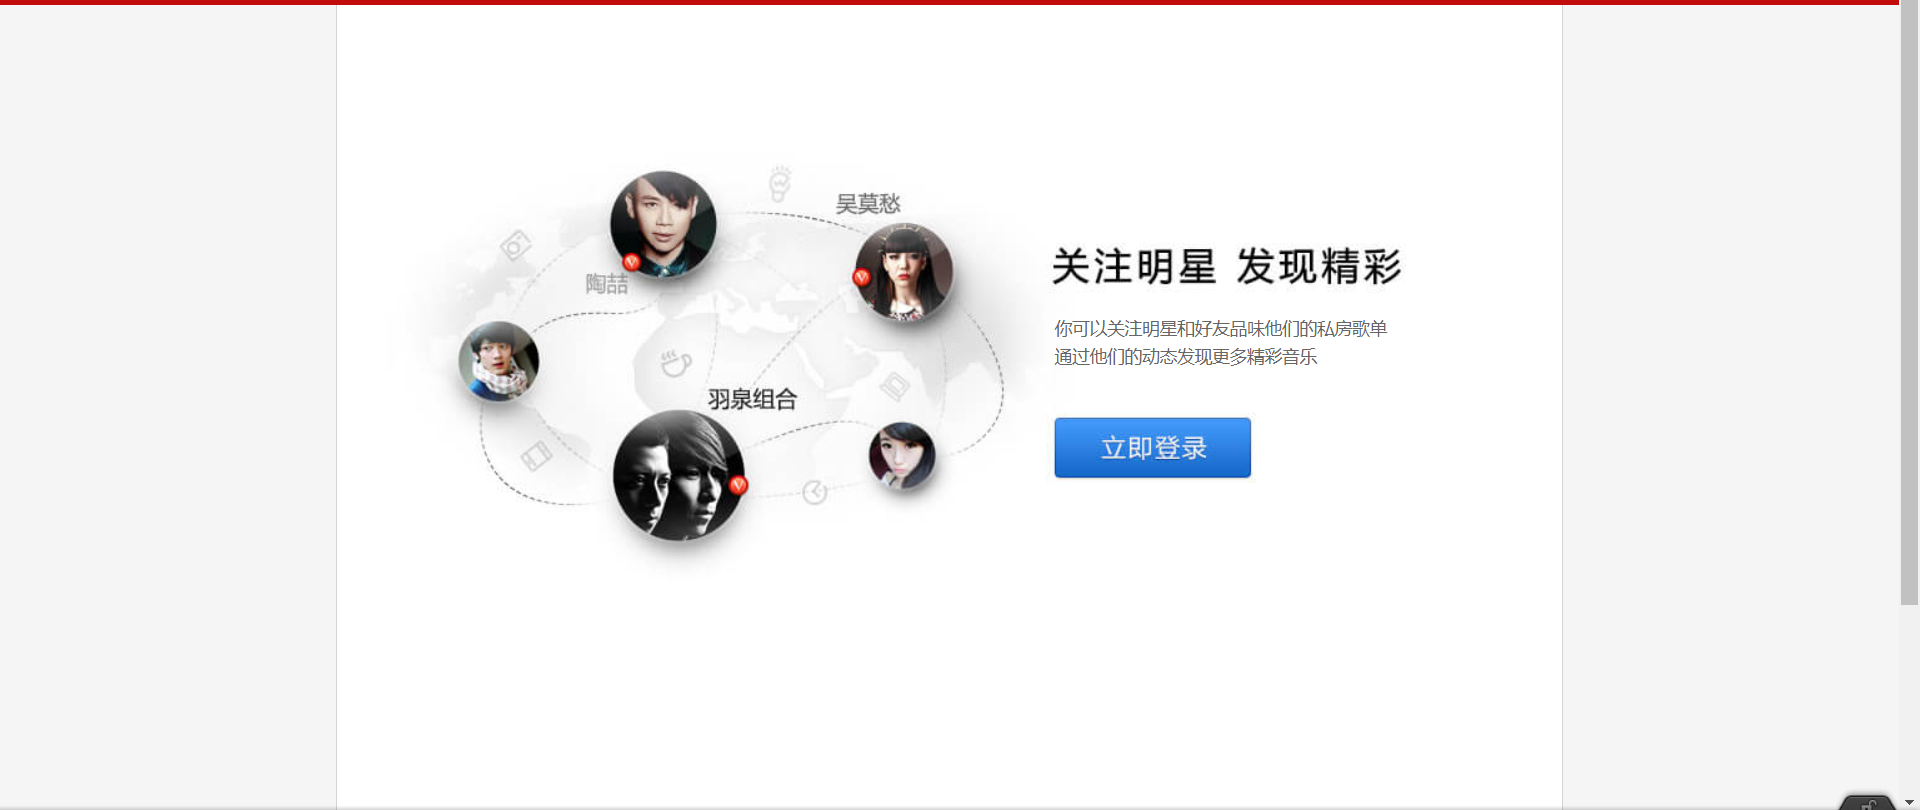 吴莫愁
陶喆
羽泉组合
关注明星 发现精彩
你可以关注明星和好友品味他们的私房歌单
通过他们的动态发现更多精彩音乐
立即登录